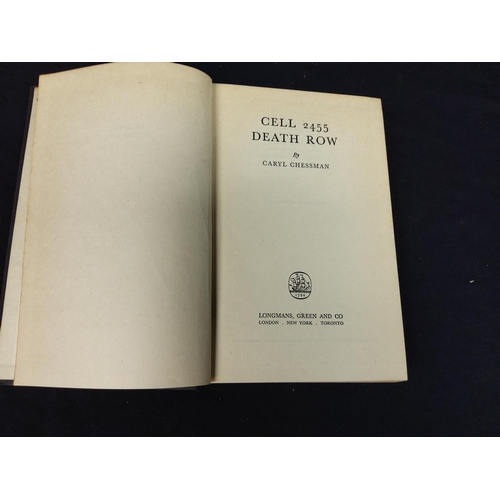 CELL 2455
DEATH ROW
By
CARYL CHESSMAN
LONGMANS, GREEN AND CO
LONDON . NEW YORK . TORONTO